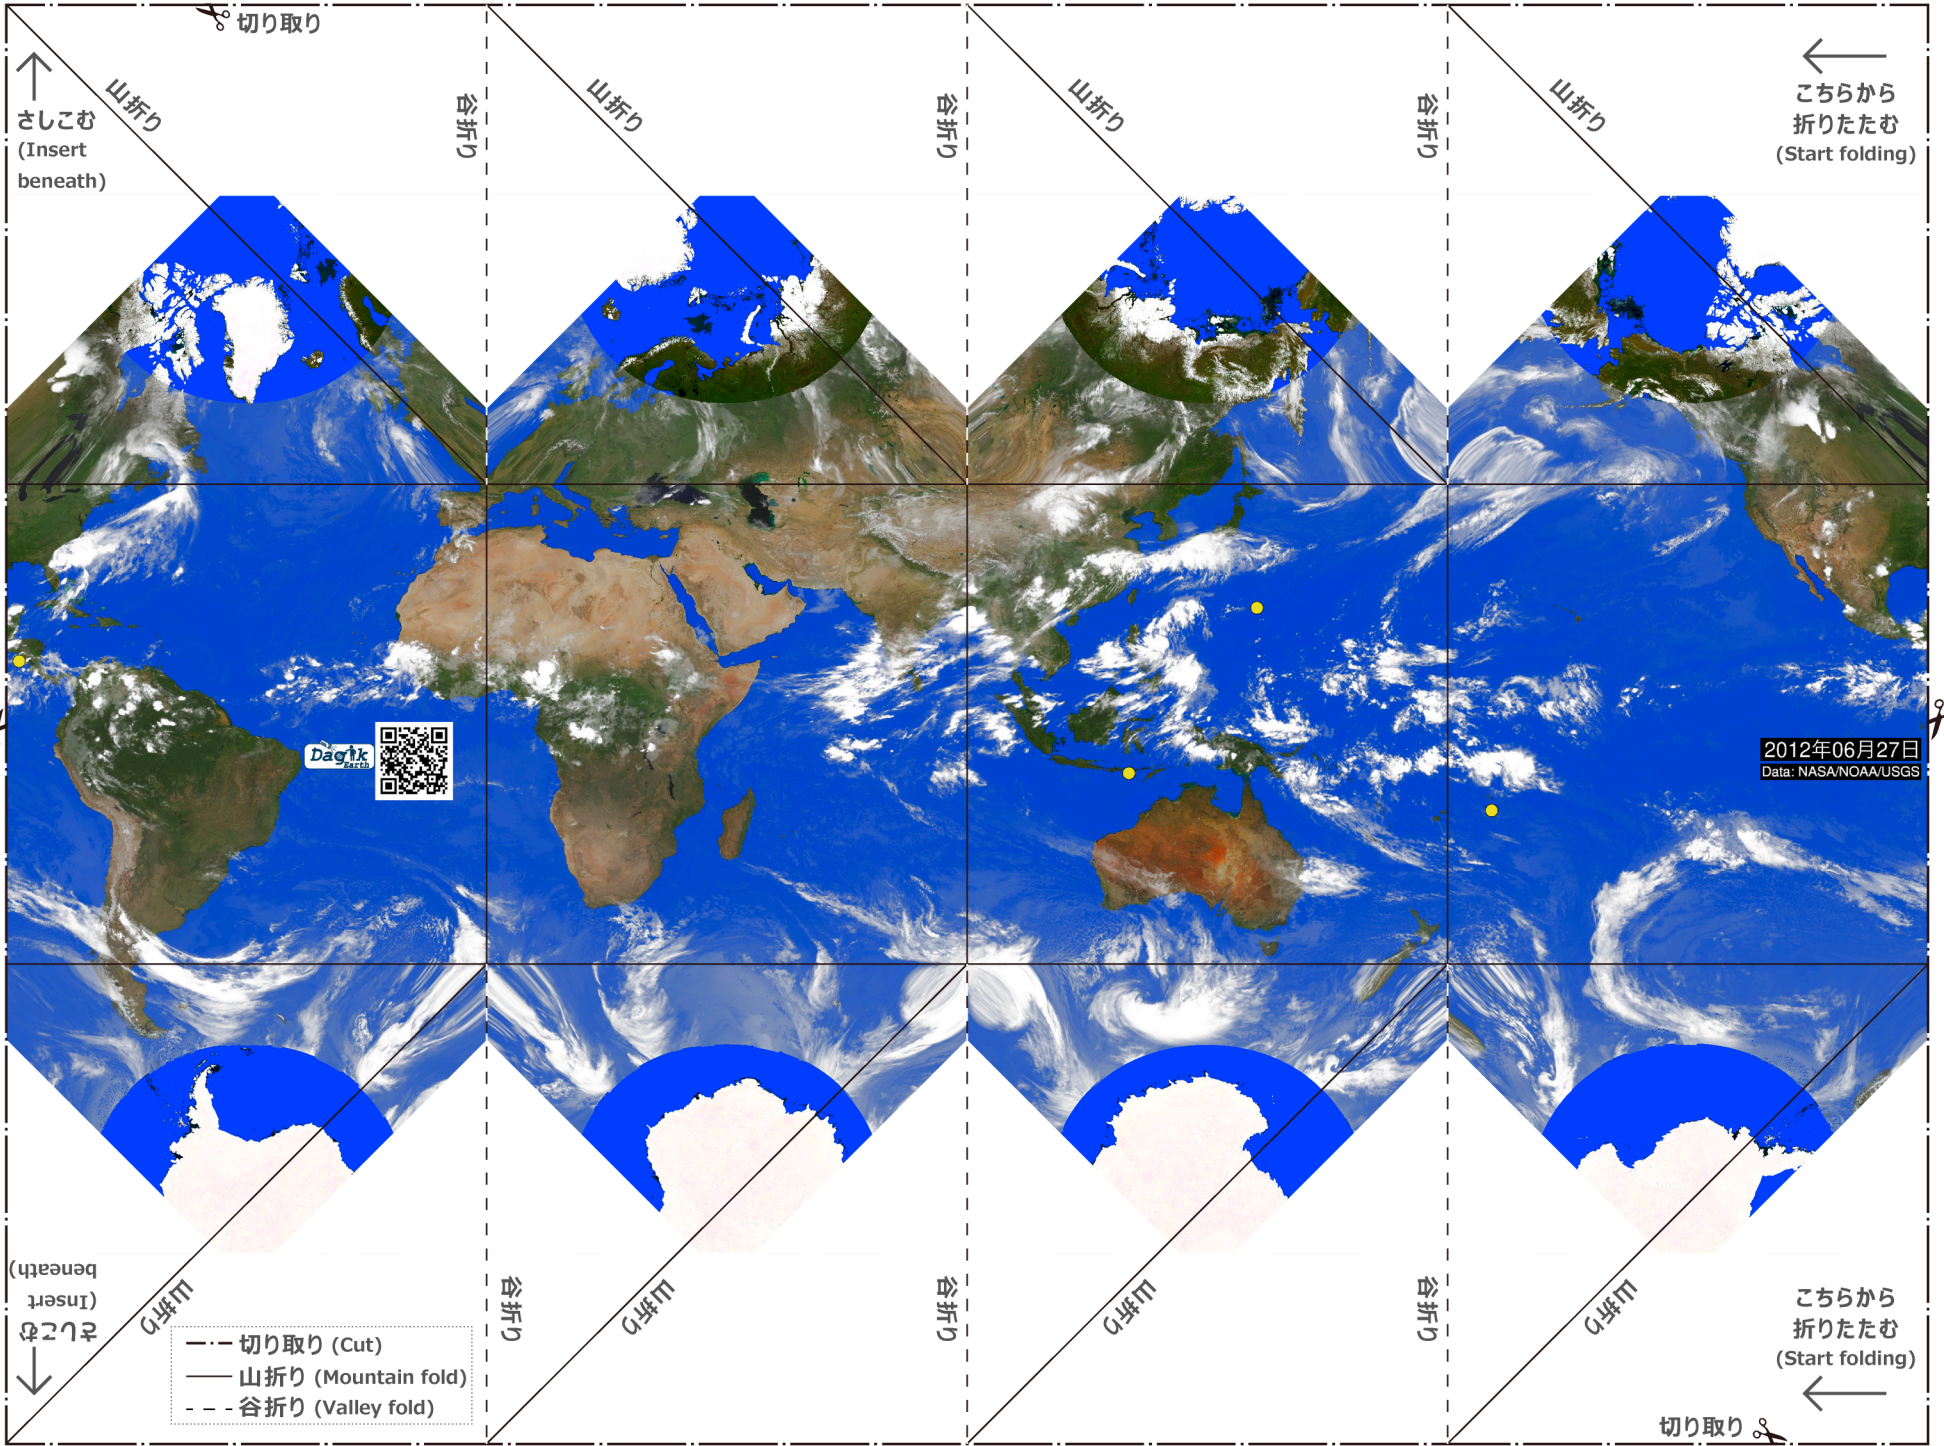 切り取り
山折り
谷折り
山折り
谷折り
山折り
谷折り
山折り
さしこむ
(Insert
beneath)
こちらから
折りたたむ
(Start folding)
Dagik
Earth
2012年06月27日
Data: NASA/NOAA/USGS
さしこむ
(Insert
beneath)
山折り
谷折り
山折り
谷折り
山折り
谷折り
山折り
こちらから
折りたたむ
(Start folding)
切り取り (Cut)
山折り (Mountain fold)
谷折り (Valley fold)
切り取り